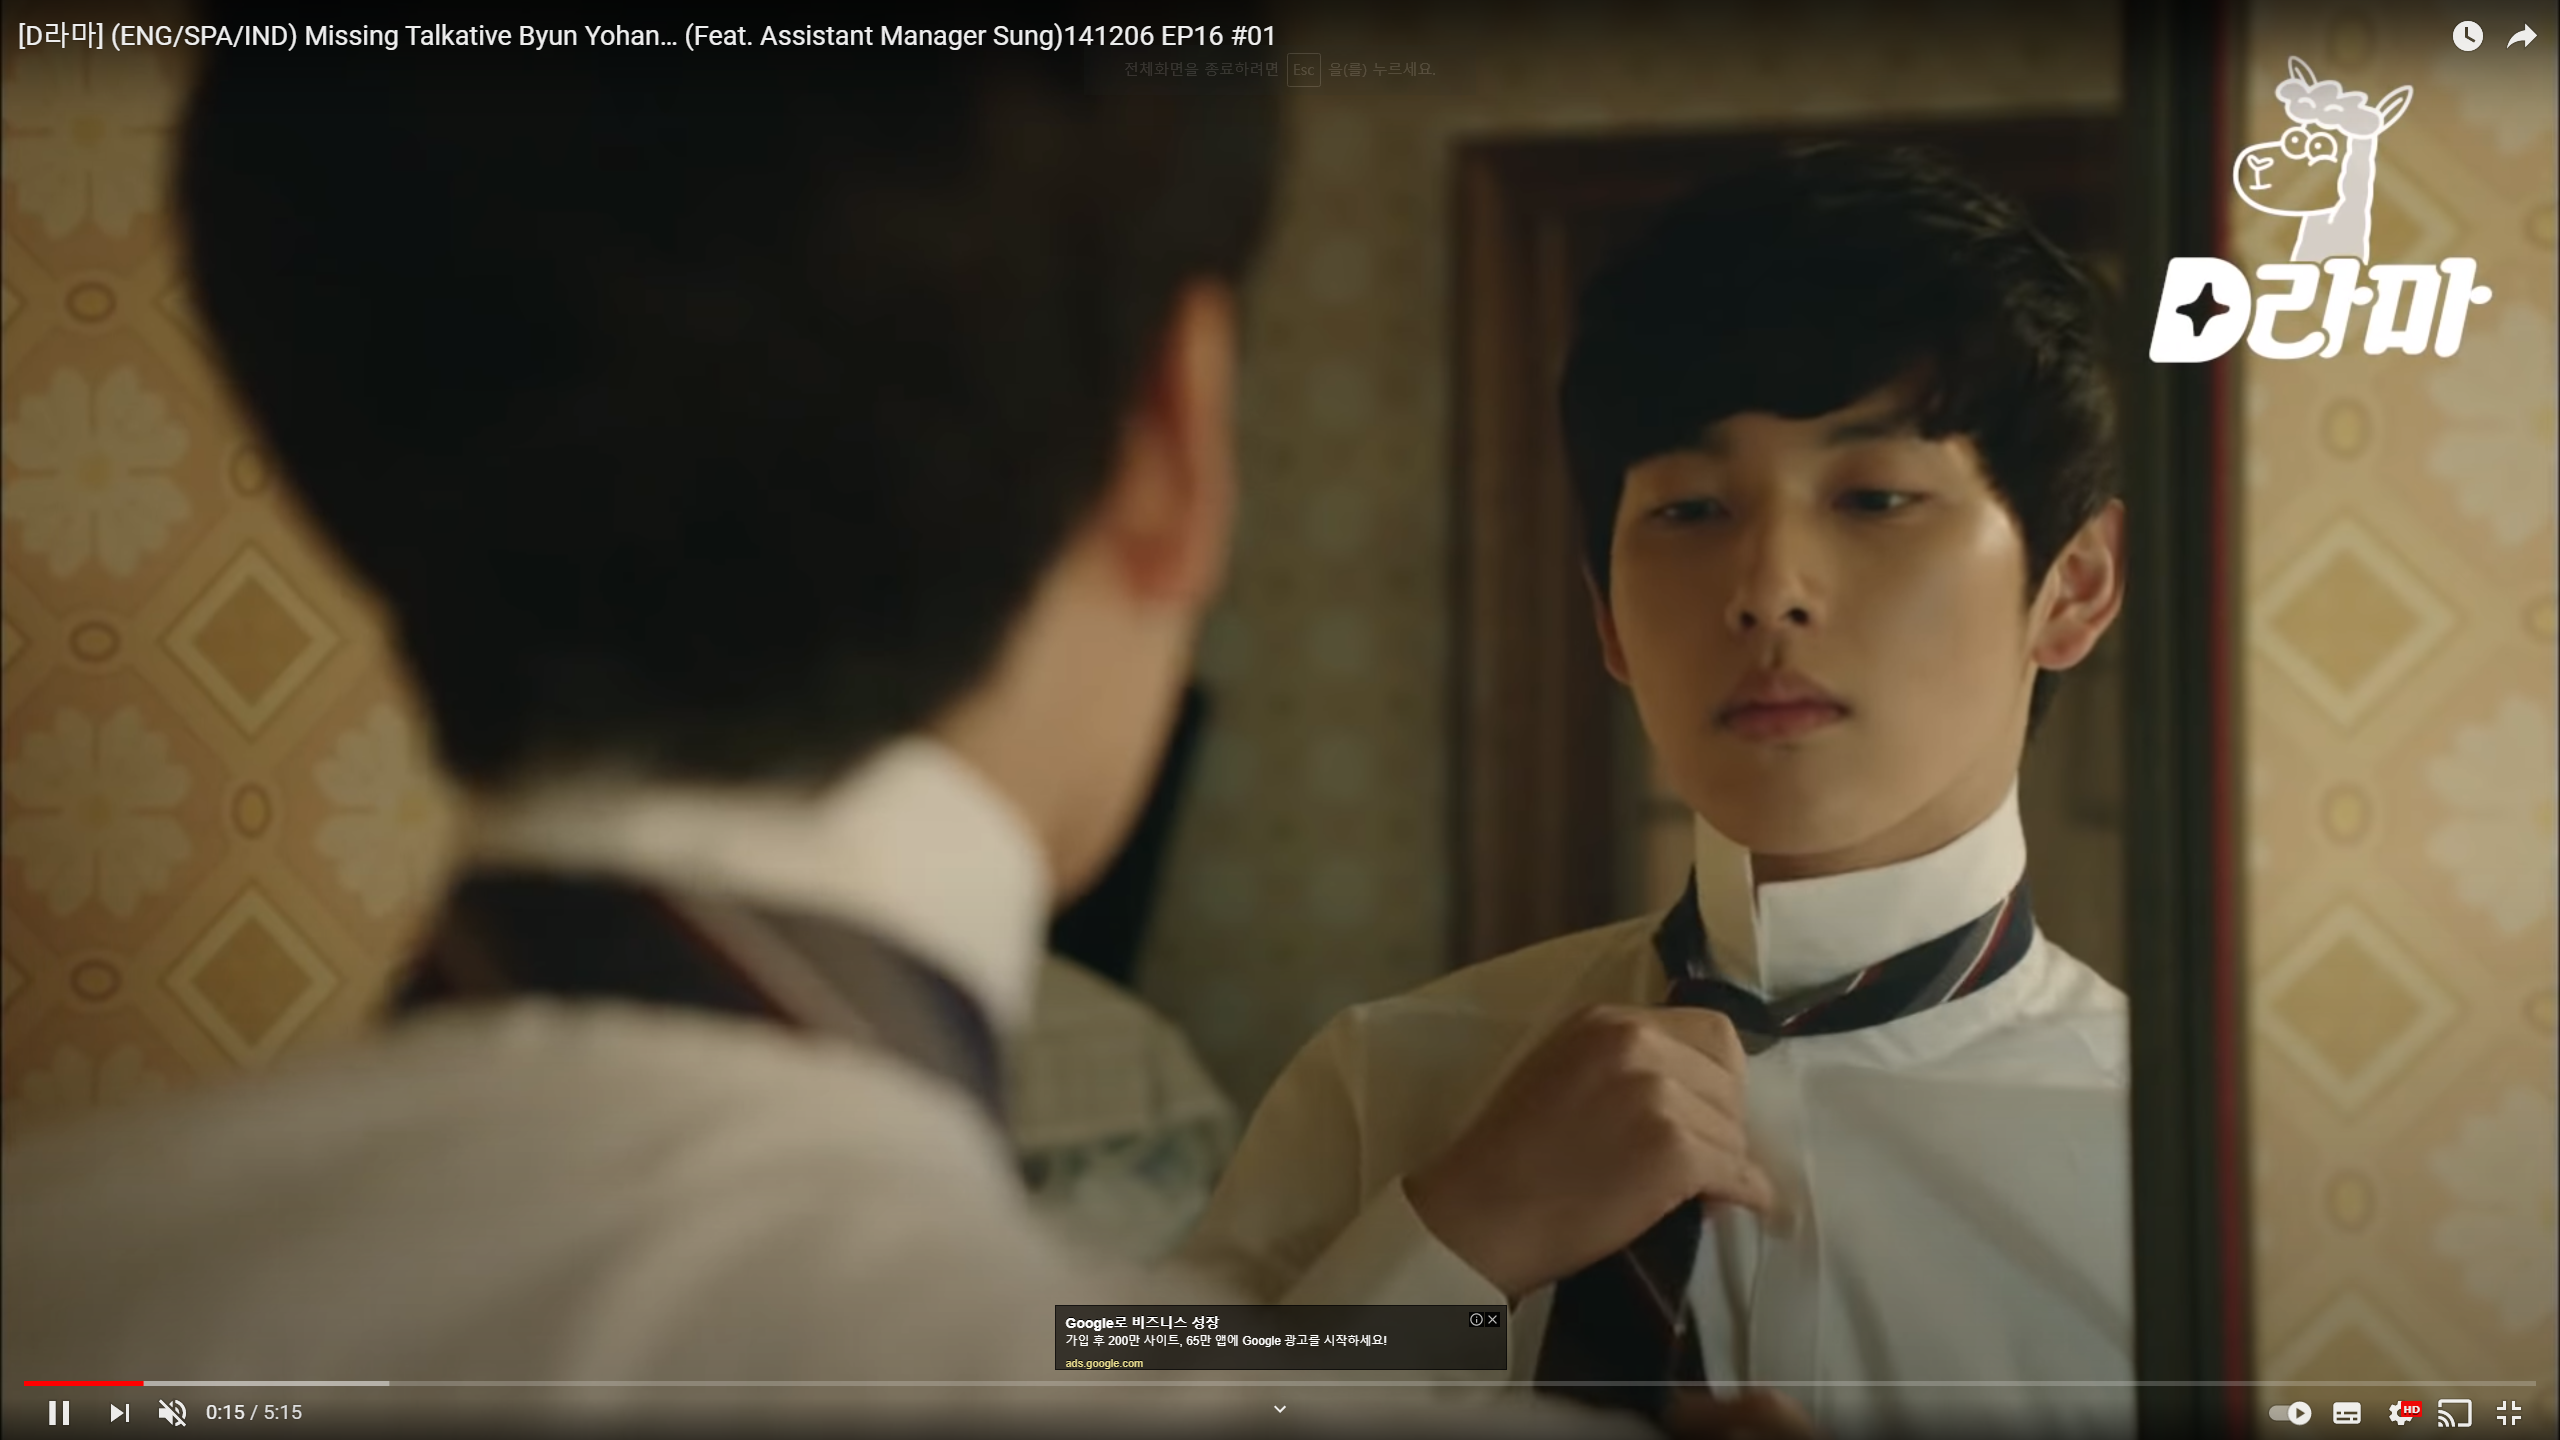 [D라마] (ENG/SPA/IND) Missing Talkative Byun Yohan... (Feat. Assistant Manager Sung)141206 EP16 #01
전체화면을 종료하려면 Esc 을(를) 누르세요.
D라마
Google로 비즈니스 성장
가입 후 200만 사이트, 65만 앱에 Google 광고를 시작하세요!
ads.google.com
0:15 / 5:15
HD